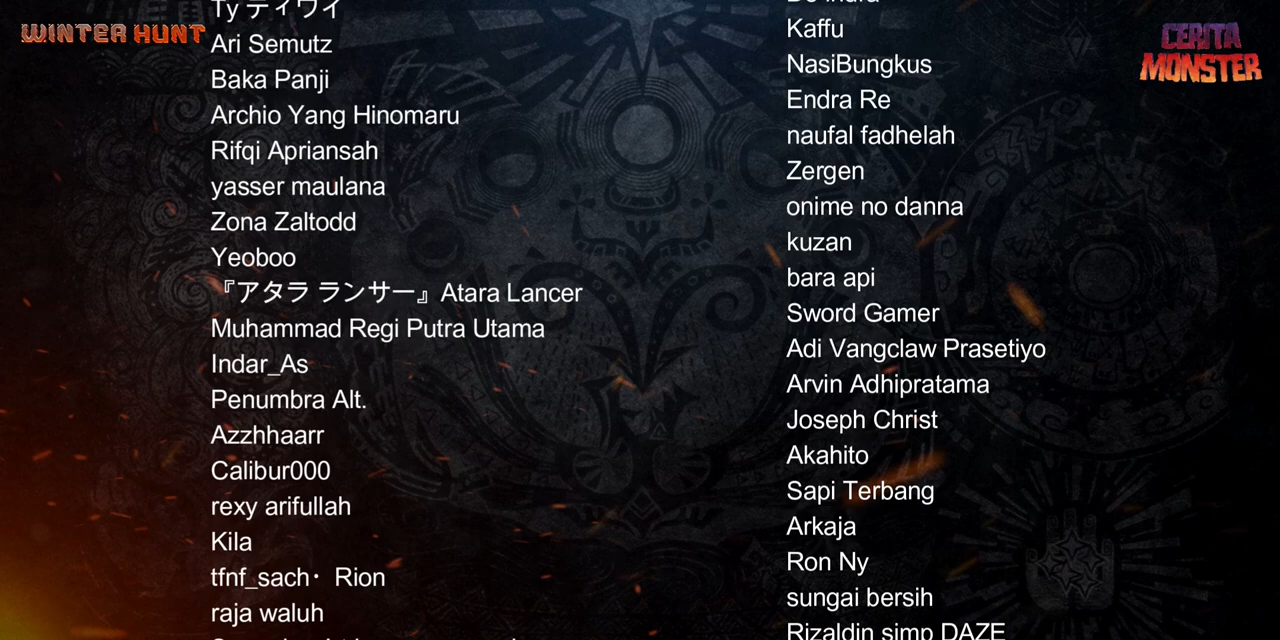 WINTER HUNT
CERITA
MONSTER
Ty ティワイ
Ari Semutz
Baka Panji
Archio Yang Hinomaru
Rifqi Apriansah
yasser maulana
Zona Zaltodd
Yeoboo
『アタラ ランサー』Atara Lancer
Muhammad Regi Putra Utama
Indar_As
Penumbra Alt.
Azzhhaarr
Calibur000
rexy arifullah
Kila
tfnf_sach・ Rion
raja waluh
Kaffu
NasiBungkus
Endra Re
naufal fadhelah
Zergen
onime no danna
kuzan
bara api
Sword Gamer
Adi Vangclaw Prasetiyo
Arvin Adhipratama
Joseph Christ
Akahito
Sapi Terbang
Arkaja
Ron Ny
sungai bersih
Rizaldin simp DAZE